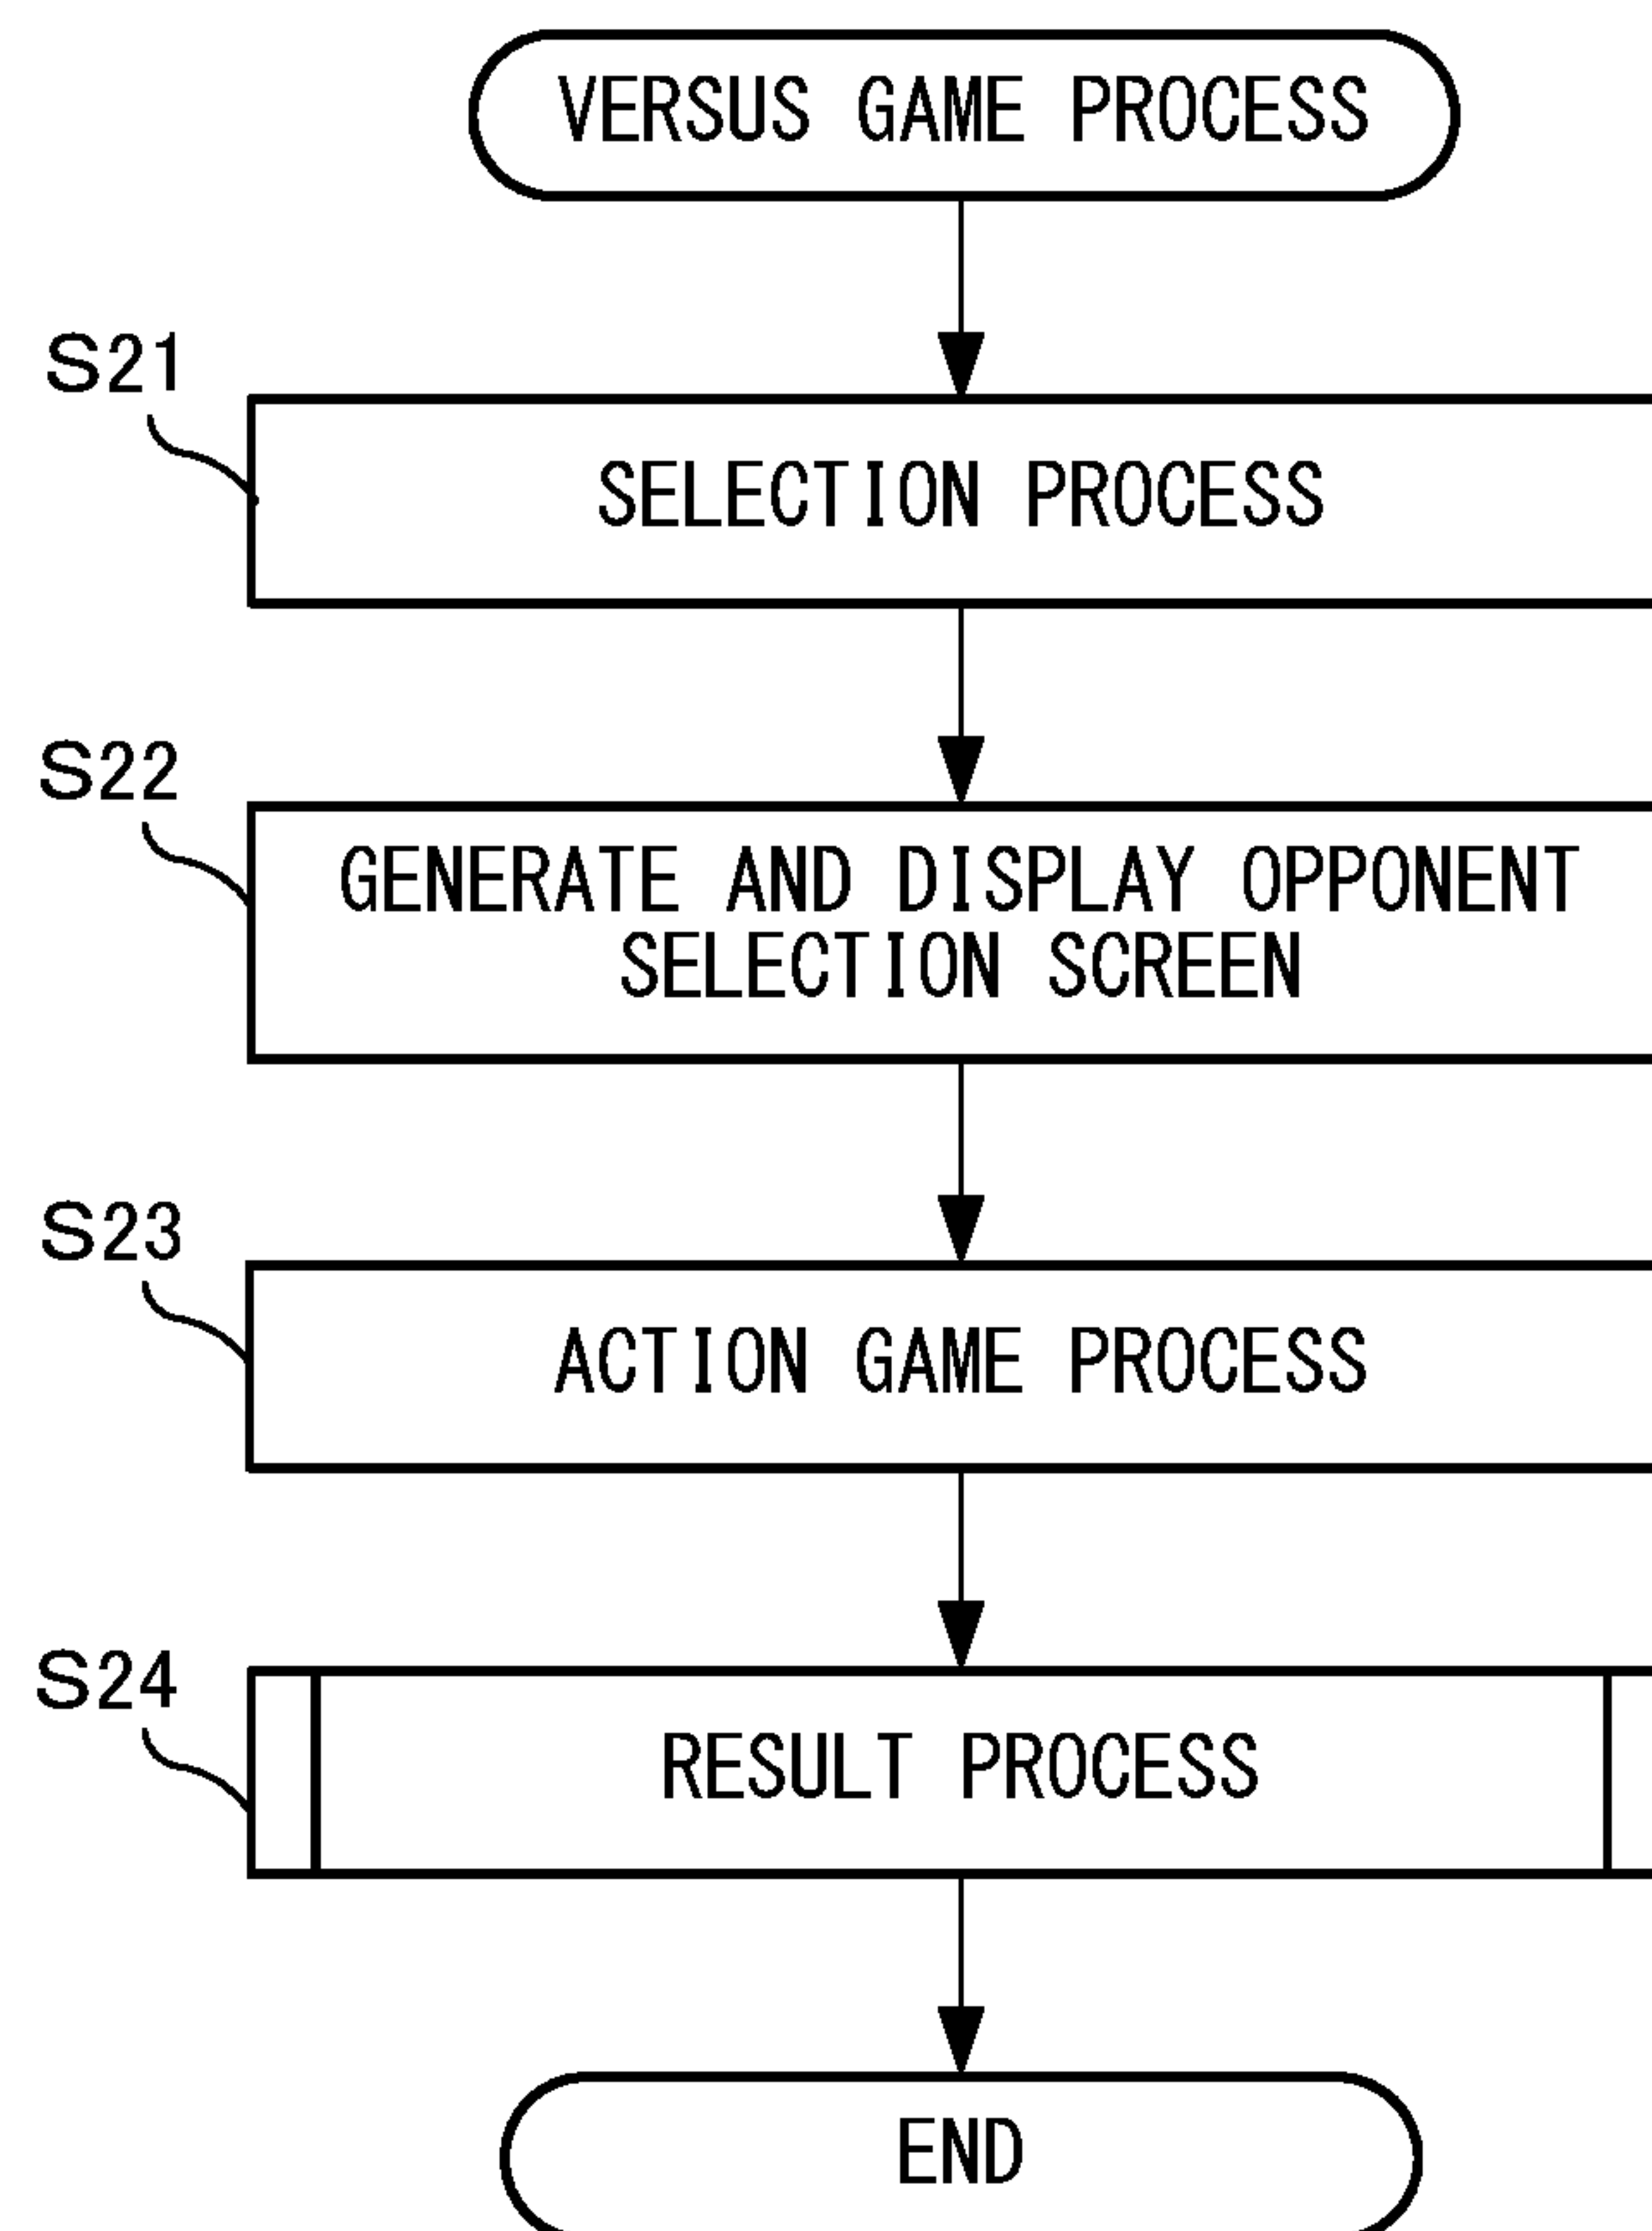 VERSUS GAME PROCESS
S21
SELECTION PROCESS
S22
GENERATE AND DISPLAY OPPONENT
SELECTION SCREEN
S23
ACTION GAME PROCESS
S24
RESULT PROCESS
END